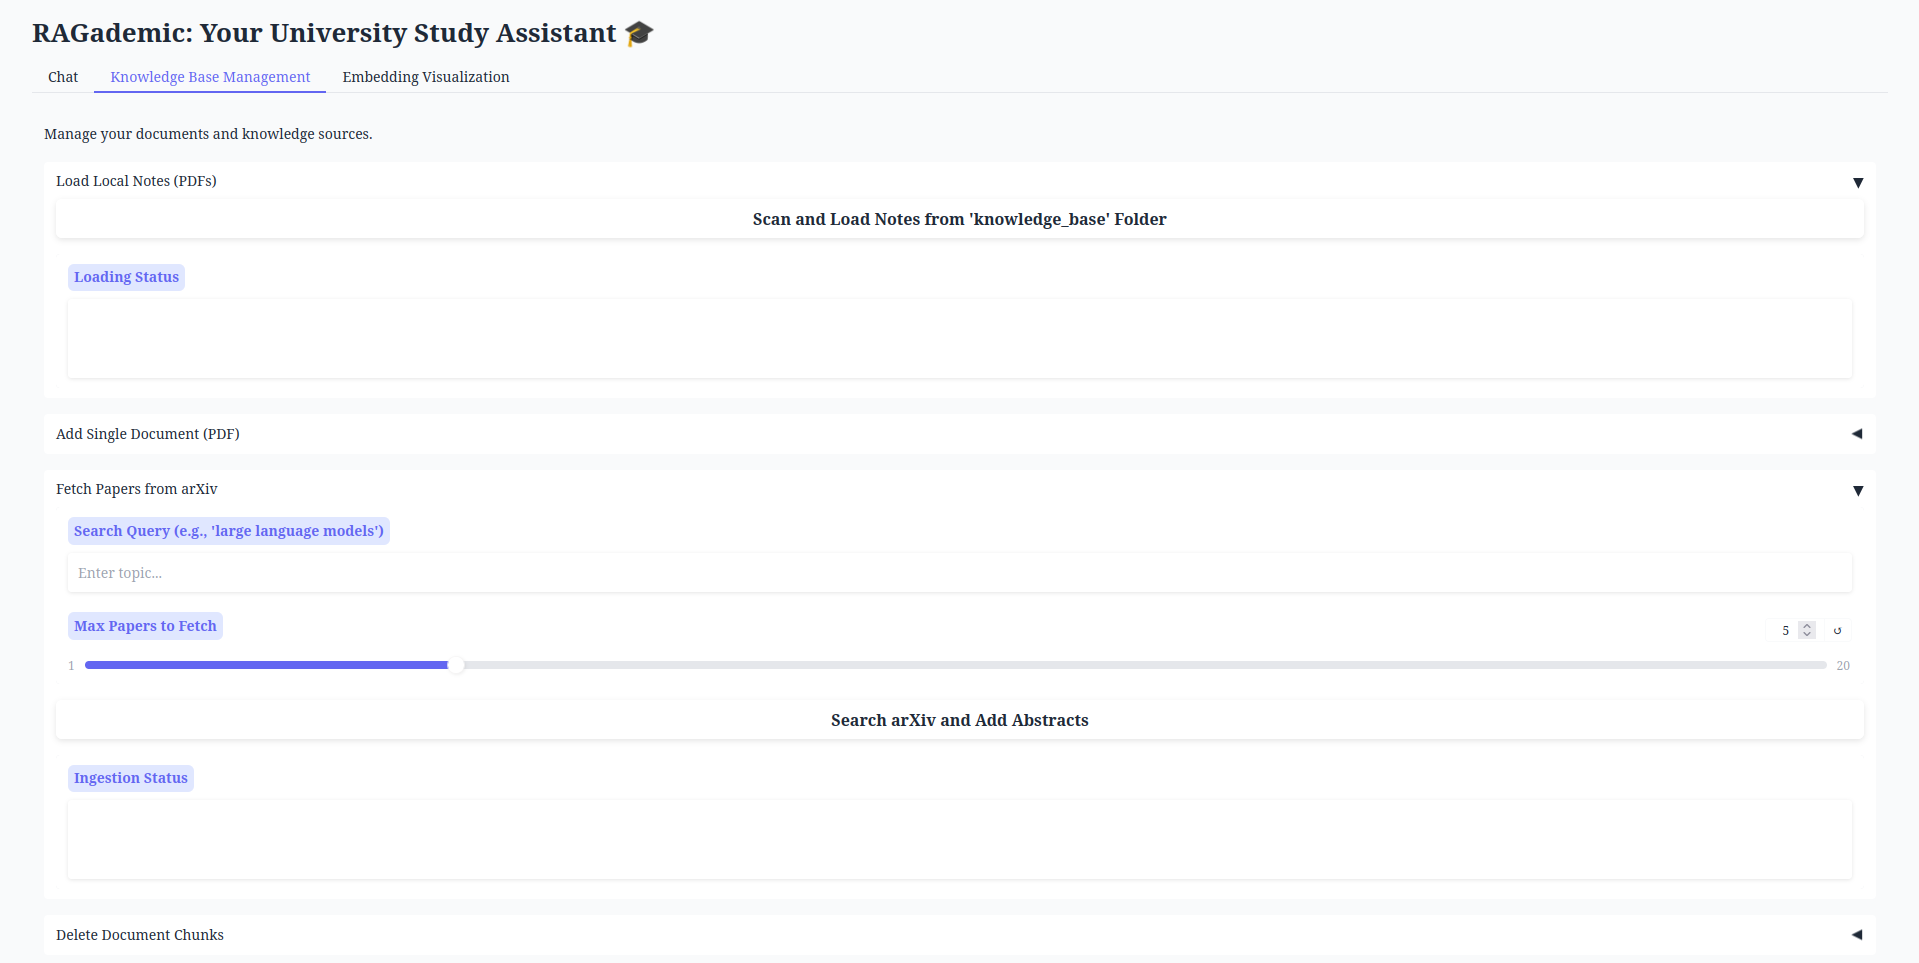 RAGademic: Your University Study Assistant 🎓
Chat Knowledge Base Management Embedding Visualization
Manage your documents and knowledge sources.
Load Local Notes (PDFs) ▼
Scan and Load Notes from 'knowledge_base' Folder
Loading Status
Add Single Document (PDF) ◀
Fetch Papers from arXiv ▼
Search Query (e.g., 'large language models')
Enter topic...
Max Papers to Fetch 5 ↺
1 20
Search arXiv and Add Abstracts
Ingestion Status
Delete Document Chunks ◀